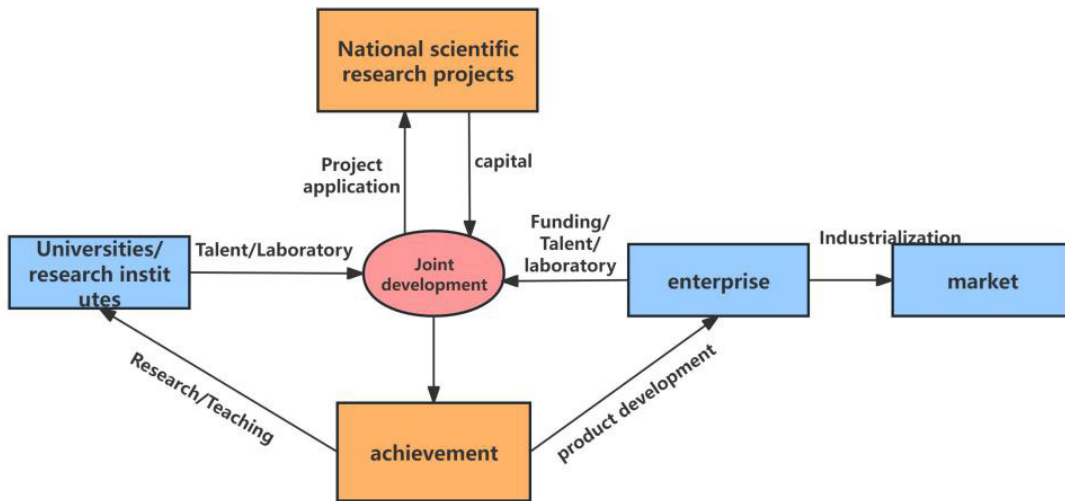 National scientific
research projects
Project
application
capital
Universities/
research instit
utes
Talent/Laboratory
Joint
development
Funding/
Talent/
laboratory
enterprise
Industrialization
market
Research/Teaching
achievement
product development